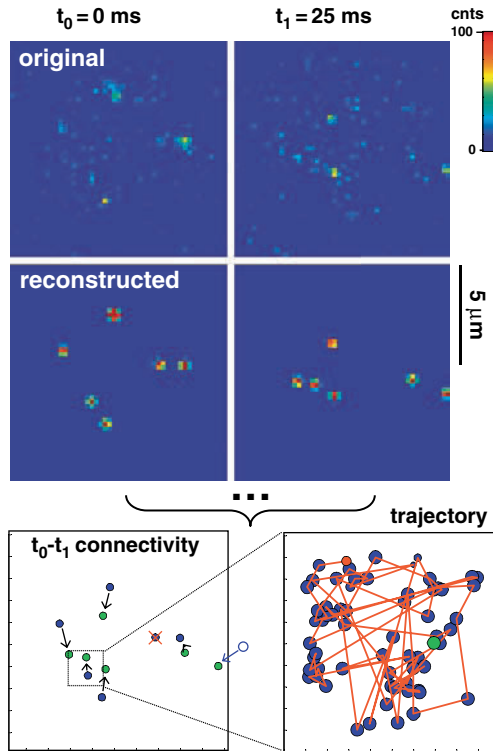 t0 = 0 ms
t1 = 25 ms
cnts
100
0
original
reconstructed
5 μm
...
t0-t1 connectivity
trajectory